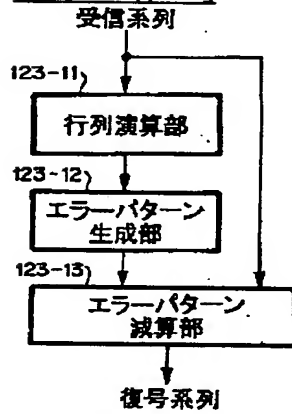 受信系列
123-11
行列演算部
123-12
エラーパターン
生成部
123-13
エラーパターン
減算部
復号系列